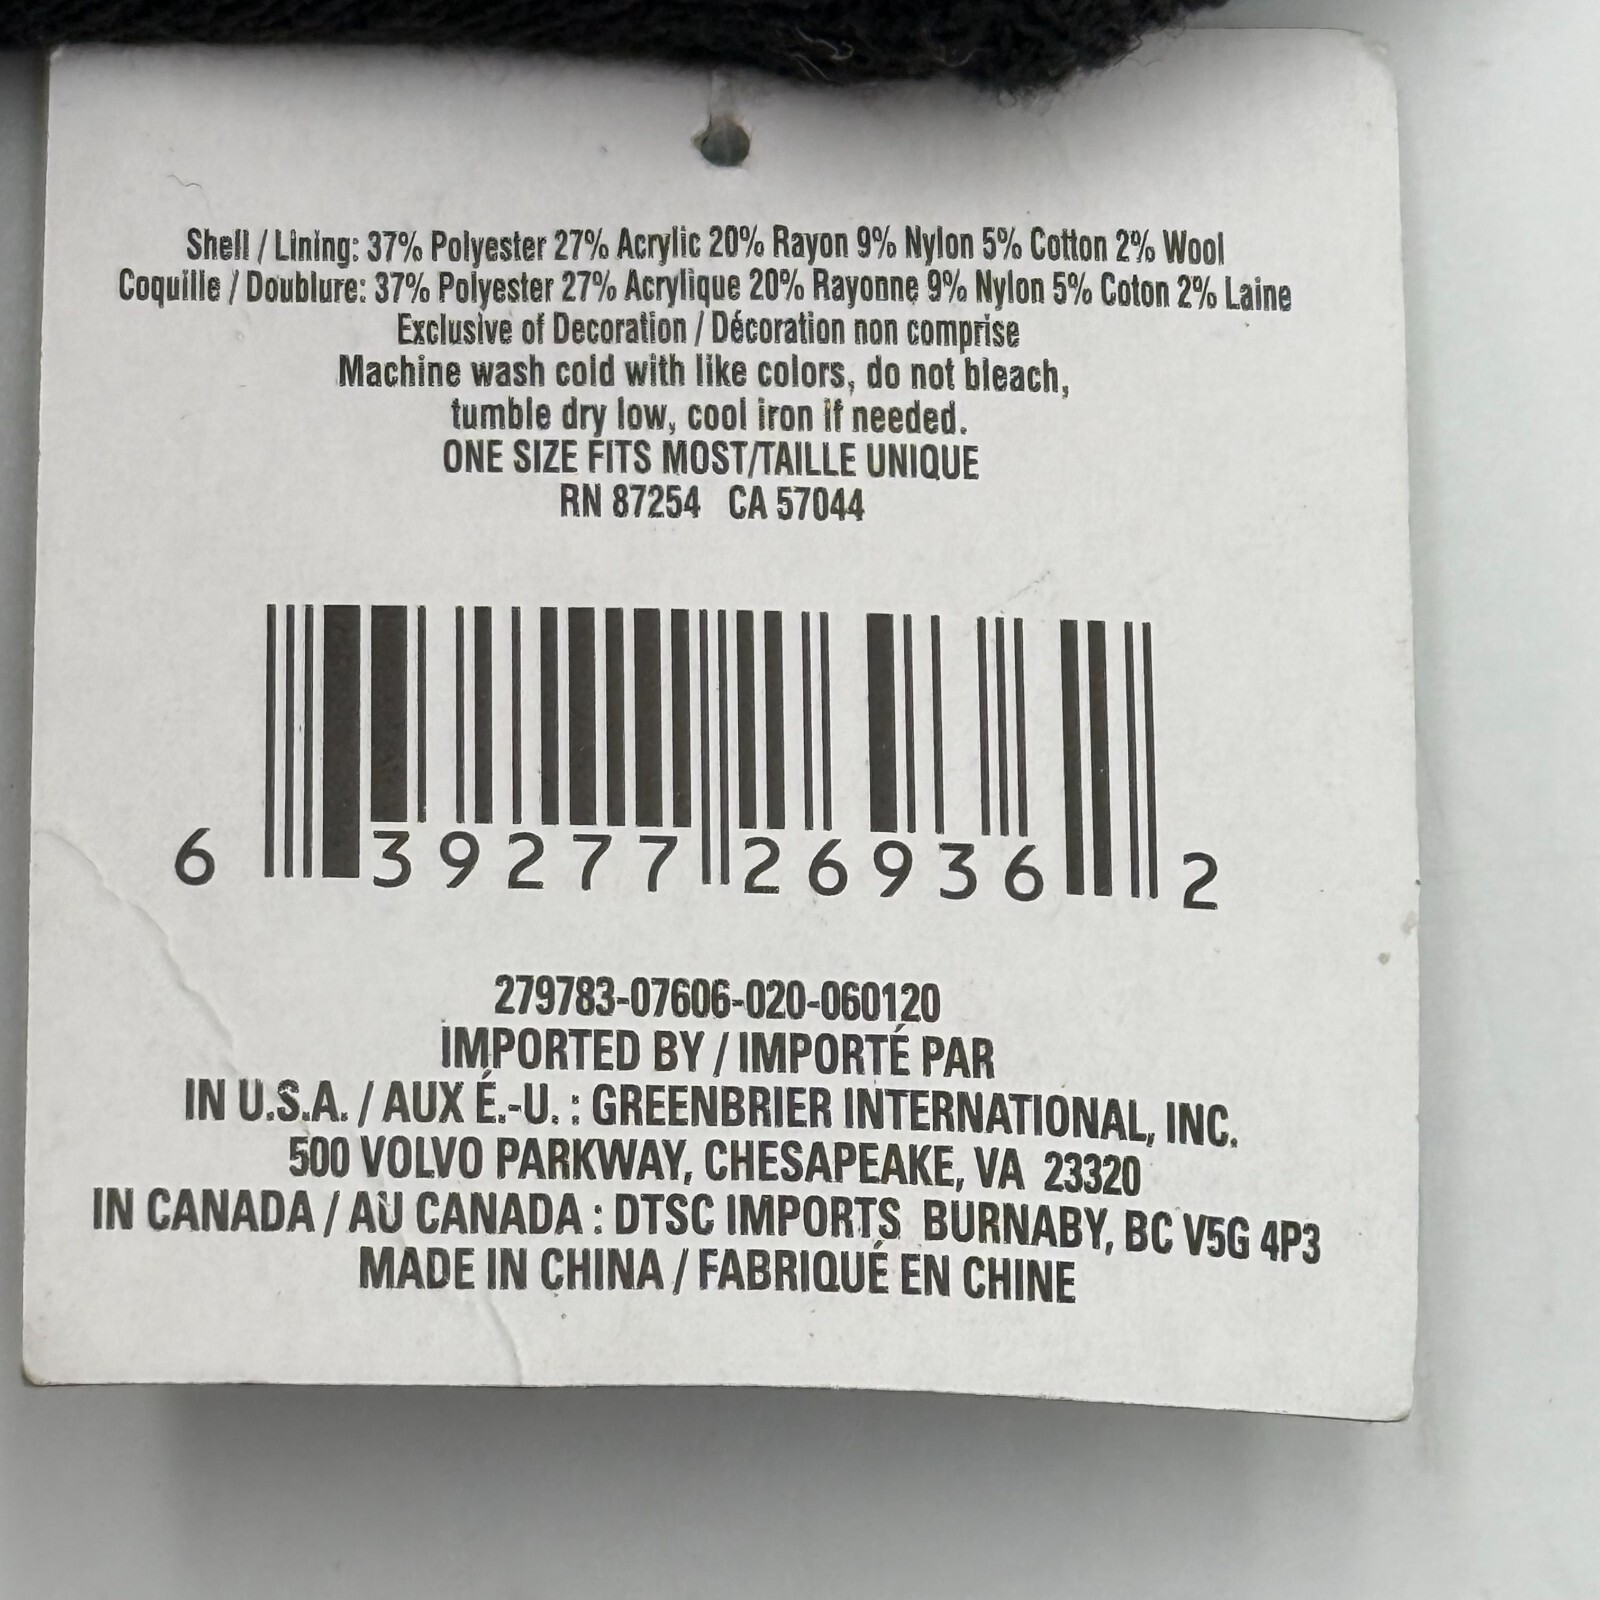 Shell / Lining: 37% Polyester 27% Acrylic 20% Rayon 9% Nylon 5% Cotton 2% Wool
Coquille / Doublure: 37% Polyester 27% Acrylique 20% Rayonne 9% Nylon 5% Coton 2% Laine
Exclusive of Decoration / Décoration non comprise
Machine wash cold with like colors, do not bleach,
tumble dry low, cool iron if needed.
ONE SIZE FITS MOST/TAILLE UNIQUE
RN 87254 CA 57044
6 39277 26936 2
279783-07606-020-060120
IMPORTED BY / IMPORTÉ PAR
IN U.S.A. / AUX É.-U. : GREENBRIER INTERNATIONAL, INC.
500 VOLVO PARKWAY, CHESAPEAKE, VA 23320
IN CANADA / AU CANADA : DTSC IMPORTS BURNABY, BC V5G 4P3
MADE IN CHINA / FABRIQUÉ EN CHINE